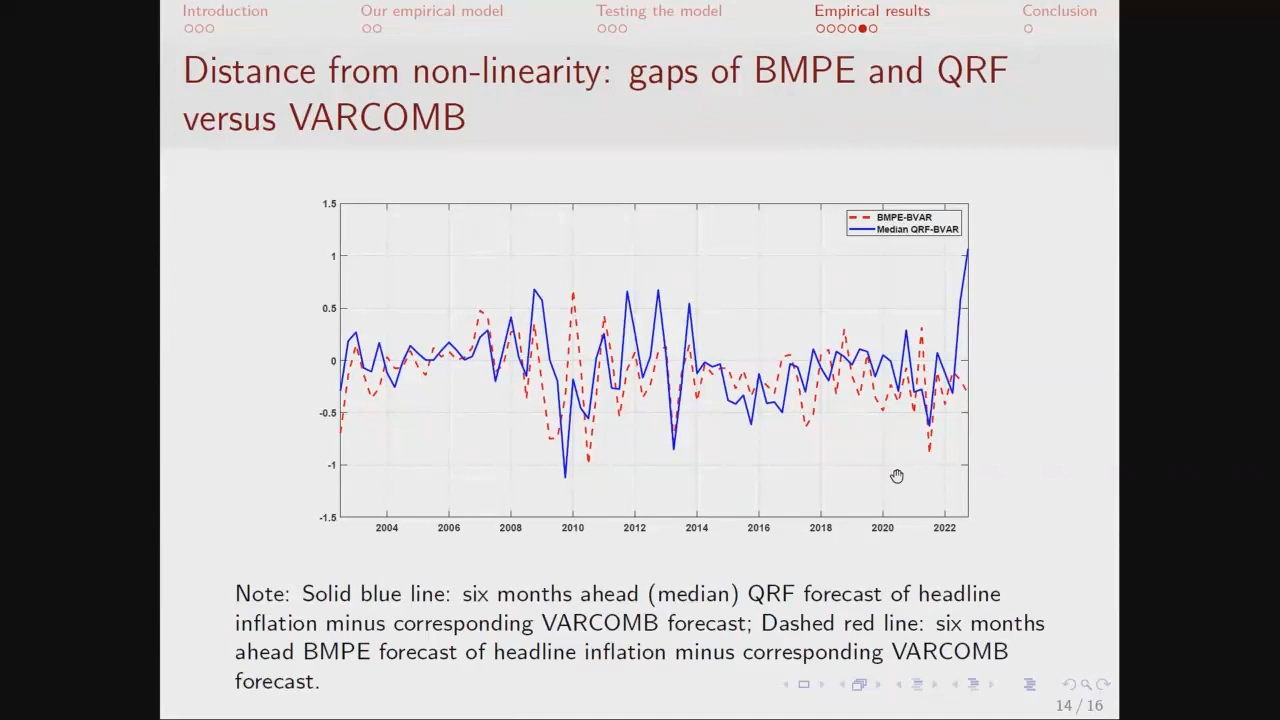 Introduction
Our empirical model
Testing the model
Empirical results
Conclusion
Distance from non-linearity: gaps of BMPE and QRF
versus VARCOMB
1.5
1
0.5
0
-0.5
-1
-1.5
BMPE-BVAR
Median QRF-BVAR
2004 2006 2008 2010 2012 2014 2016 2018 2020 2022
Note: Solid blue line: six months ahead (median) QRF forecast of headline
inflation minus corresponding VARCOMB forecast; Dashed red line: six months
ahead BMPE forecast of headline inflation minus corresponding VARCOMB
forecast.
14 / 16